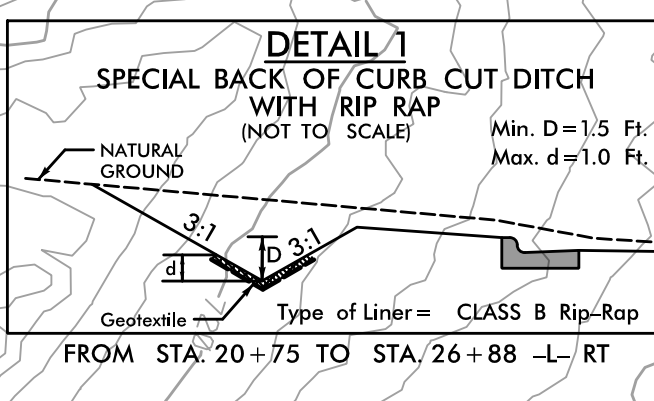 DETAIL 1
SPECIAL BACK OF CURB CUT DITCH
WITH RIP RAP
(NOT TO SCALE)
Min. D=1.5 Ft.
Max. d=1.0 Ft.
NATURAL
GROUND
3:1
3:1
D
d
Geotextile
Type of Liner= CLASS B Rip-Rap
700
FROM STA. 20+75 TO STA. 26+88 -L- RT